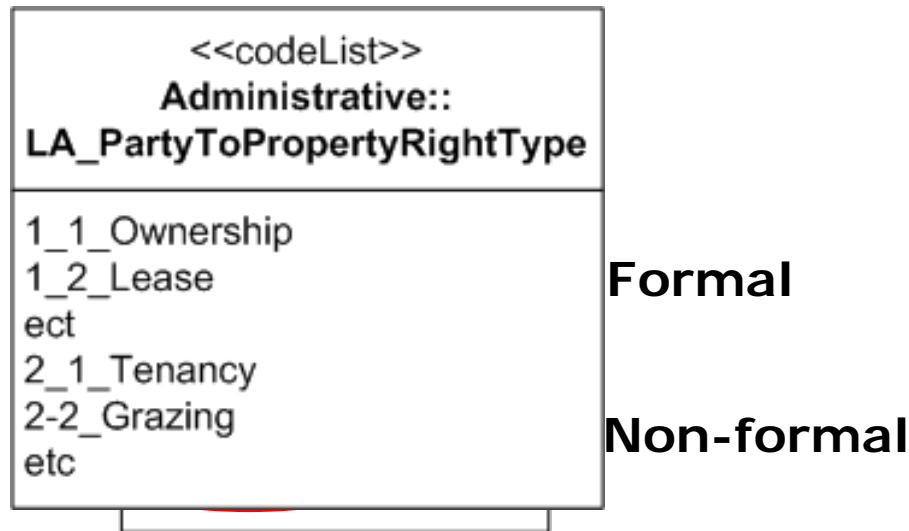 <<codeList>>
Administrative::
LA_PartyToPropertyRightType
1_1_Ownership
1_2_Lease
Formal
ect
2_1_Tenancy
2-2_Grazing
Non-formal
etc